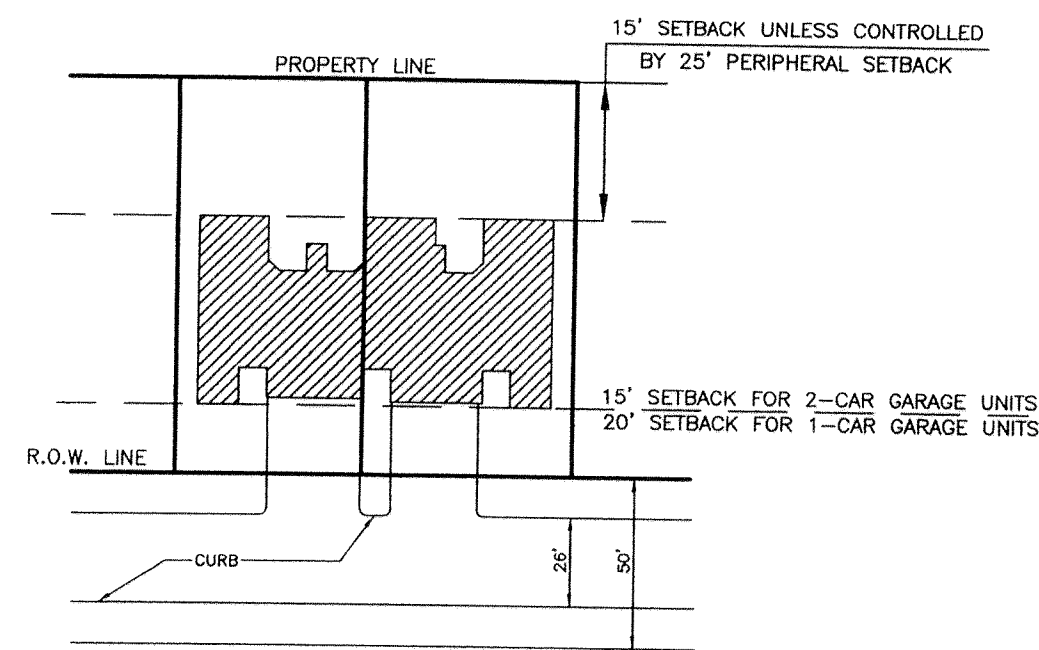 15' SETBACK UNLESS CONTROLLED
BY 25' PERIPHERAL SETBACK
PROPERTY LINE
15' SETBACK FOR 2-CAR GARAGE UNITS
20' SETBACK FOR 1-CAR GARAGE UNITS
R.O.W. LINE
CURB
26'
50'